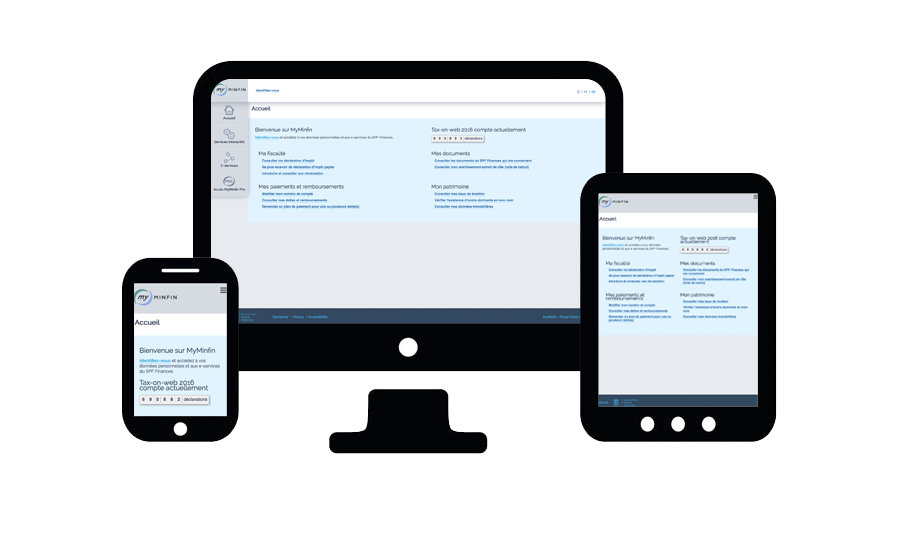 my MINFIN
Identifiez-vous
Accueil
Accueil
Services interactifs
E-services
Accès MyMinfin Pro
Bienvenue sur MyMinfin
Identifiez-vous et accédez à vos données personnelles et aux e-services du SPF Finances.
Tax-on-web 2016 compte actuellement
déclarations
Ma fiscalité
Consulter ma déclaration d'impôt
Ne plus recevoir de déclaration d'impôt papier
Introduire et consulter une déclaration
Mes documents
Consulter les documents du SPF Finances qui me concernent
Consulter mon avertissement-extrait de rôle (note de calcul)
Mes paiements et remboursements
Modifier mon numéro de compte
Consulter mes dettes et remboursements
Demander un plan de paiement pour une ou plusieurs dette(s)
Mon patrimoine
Consulter mes baux de location
Vérifier l'existence d'avoirs dormants en mon nom
Consulter mes données immobilières
Disclaimer | Privacy | Accessibilité
my MINFIN
Accueil
Bienvenue sur MyMinfin
Identifiez-vous et accédez à vos
données personnelles et aux e-services
du SPF Finances.
Tax-on-web 2016
compte actuellement
6 9 0 8 8 2 déclarations
my MINFIN
Accueil
Bienvenue sur MyMinfin
Identifiez-vous et accédez à vos données
personnelles et aux e-services du SPF Finances.
Tax-on-web 2016 compte
actuellement
déclarations
Ma fiscalité
Consulter ma déclaration d'impôt
Ne plus recevoir de déclaration d'impôt papier
Introduire et consulter une déclaration
Mes documents
Consulter les documents du SPF Finances qui
me concernent
Consulter mon avertissement-extrait de rôle
(note de calcul)
Mes paiements et
remboursements
Modifier mon numéro de compte
Consulter mes dettes et remboursements
Demander un plan de paiement pour une ou
plusieurs dette(s)
Mon patrimoine
Consulter mes baux de location
Vérifier l'existence d'avoirs dormants en mon
nom
Consulter mes données immobilières